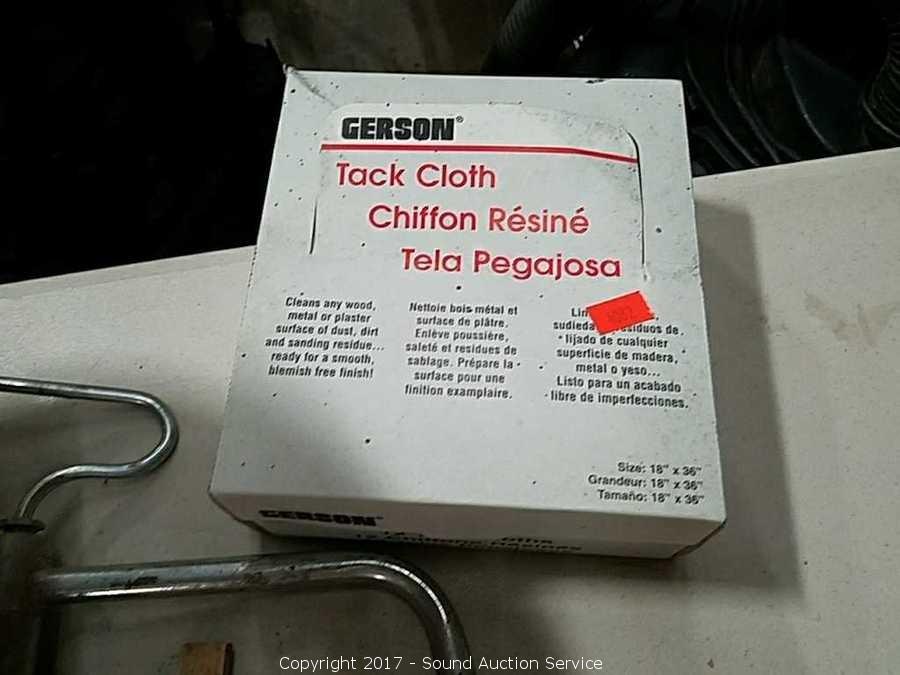 GERSON®
Tack Cloth
Chiffon Résiné
Tela Pegajosa
Cleans any wood,
metal or plaster
surface of dust, dirt
and sanding residue...
ready for a smooth,
blemish free finish!
Nettoie bois métal et
surface de plâtre.
Enlève poussière,
saleté et residues de
sablage. Prépare la
surface pour une
finition examplaire.
de
lijado de cualquier
superficie de madera,
metal o yeso...
Listo para un acabado
libre de imperfecciones.
Size: 18" x 36"
Grandeur: 18" x 36"
Tamaño: 18" x 36"
GERSON
Copyright 2017 - Sound Auction Service